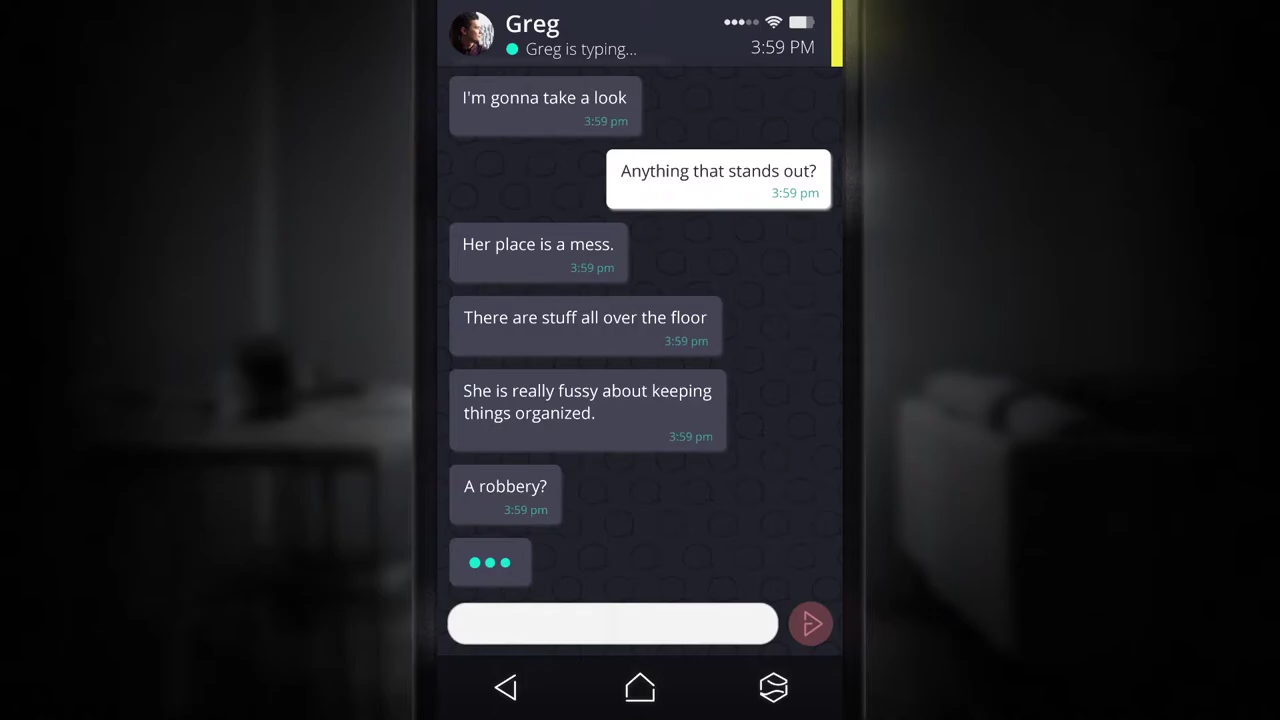 Greg
Greg is typing...
3:59 PM
I'm gonna take a look
3:59 pm
Anything that stands out?
3:59 pm
Her place is a mess.
3:59 pm
There are stuff all over the floor
3:59 pm
She is really fussy about keeping
things organized.
3:59 pm
A robbery?
3:59 pm